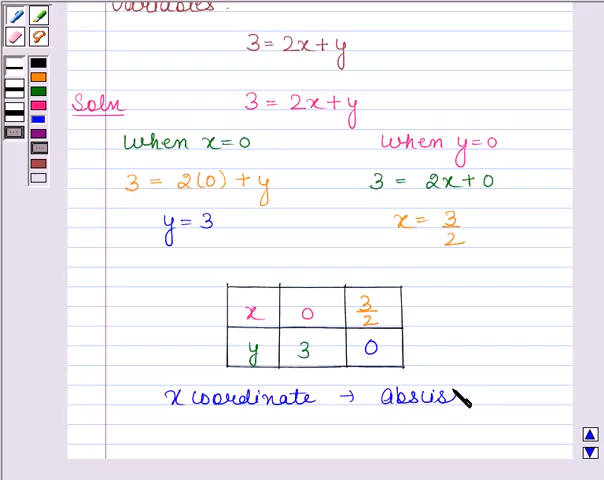 variables.
3 = 2x + y
Soln 3 = 2x + y
When x = 0 When y = 0
3 = 2(0) + y 3 = 2x + 0
y = 3 x = 3/2
x 0 3/2
y 3 0
x coordinate → abscis